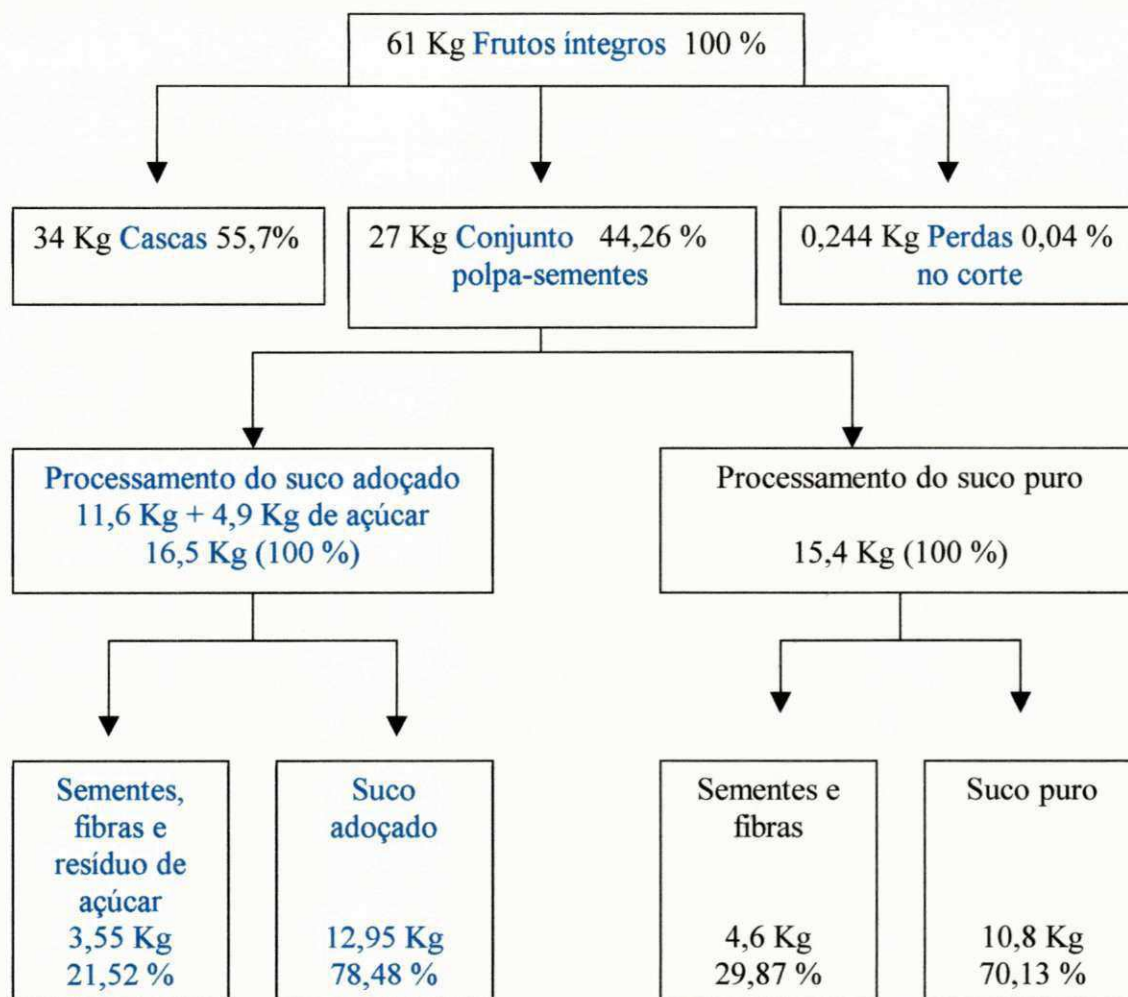 61 Kg Frutos íntegros 100 %
34 Kg Cascas 55,7%
27 Kg Conjunto 44,26 %
polpa-sementes
0,244 Kg Perdas 0,04 %
no corte
Processamento do suco adoçado
11,6 Kg + 4,9 Kg de açúcar
16,5 Kg (100 %)
Processamento do suco puro
15,4 Kg (100 %)
Sementes,
fibras e
resíduo de
açúcar
3,55 Kg
21,52 %
Suco
adoçado
12,95 Kg
78,48 %
Sementes e
fibras
4,6 Kg
29,87 %
Suco puro
10,8 Kg
70,13 %